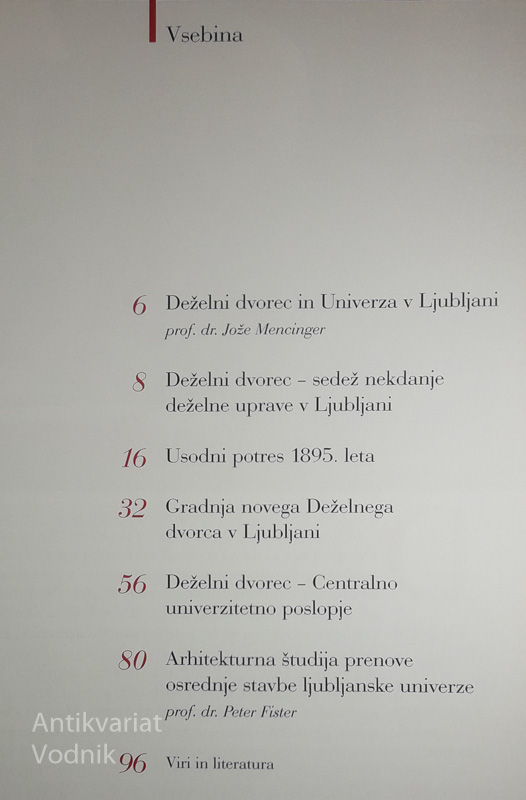 Vsebina
6 Deželni dvorec in Univerza v Ljubljani
prof. dr. Jože Mencinger
8 Deželni dvorec – sedež nekdanje
deželne uprave v Ljubljani
16 Usodni potres 1895. leta
32 Gradnja novega Deželnega
dvorca v Ljubljani
56 Deželni dvorec – Centralno
univerzitetno poslopje
80 Arhitekturna študija prenove
osrednje stavbe ljubljanske univerze
prof. dr. Peter Fister
96 Viri in literatura
Antikvariat
Vodnik